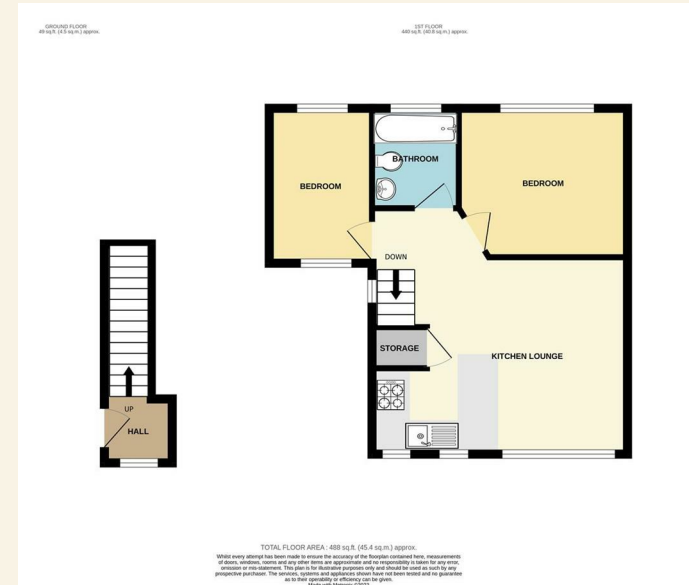 GROUND FLOOR
49 sq.ft. (4.5 sq.m.) approx.
1ST FLOOR
440 sq.ft. (40.8 sq.m.) approx.
BEDROOM
BATHROOM
BEDROOM
DOWN
STORAGE
KITCHEN LOUNGE
UP
HALL
TOTAL FLOOR AREA : 488 sq.ft. (45.4 sq.m.) approx.
Whilst every attempt has been made to ensure the accuracy of the floorplan contained here, measurements
of doors, windows, rooms and any other items are approximate and no responsibility is taken for any error,
omission or mis-statement. This plan is for illustrative purposes only and should be used as such by any
prospective purchaser. The services, systems and appliances shown have not been tested and no guarantee
as to their operability or efficiency can be given.
Made with Metropix ©2023